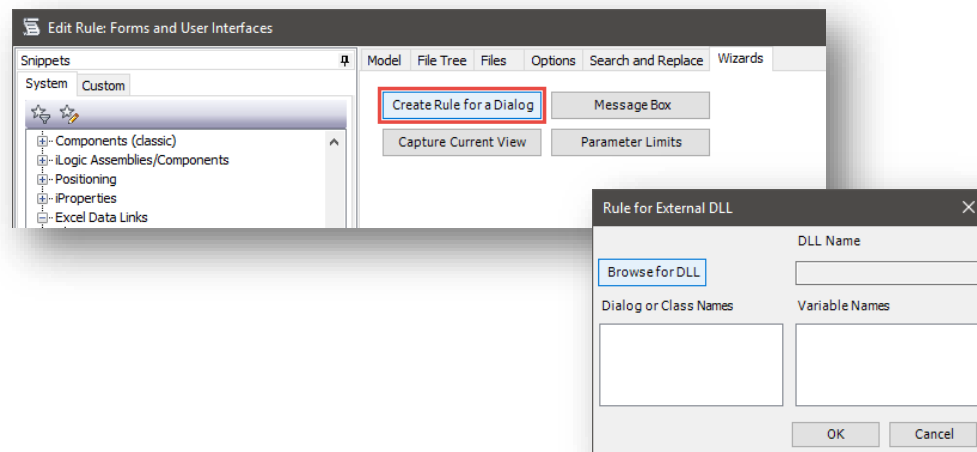 Edit Rule: Forms and User Interfaces
Snippets
Model File Tree Files Options Search and Replace Wizards
System Custom
Create Rule for a Dialog Message Box
Capture Current View Parameter Limits
Components (classic)
iLogic Assemblies/Components
Positioning
iProperties
Excel Data Links
Rule for External DLL
DLL Name
Browse for DLL
Dialog or Class Names Variable Names
OK Cancel